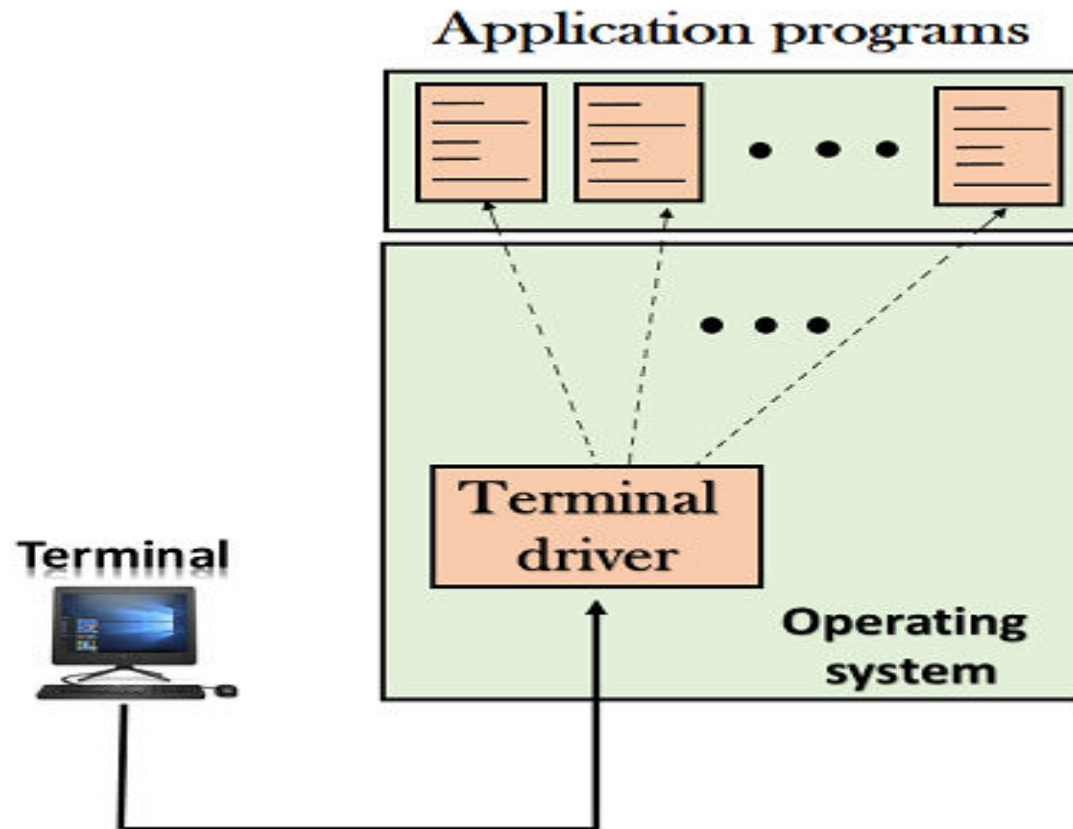 Application programs
Terminal
driver
Terminal
Operating
system